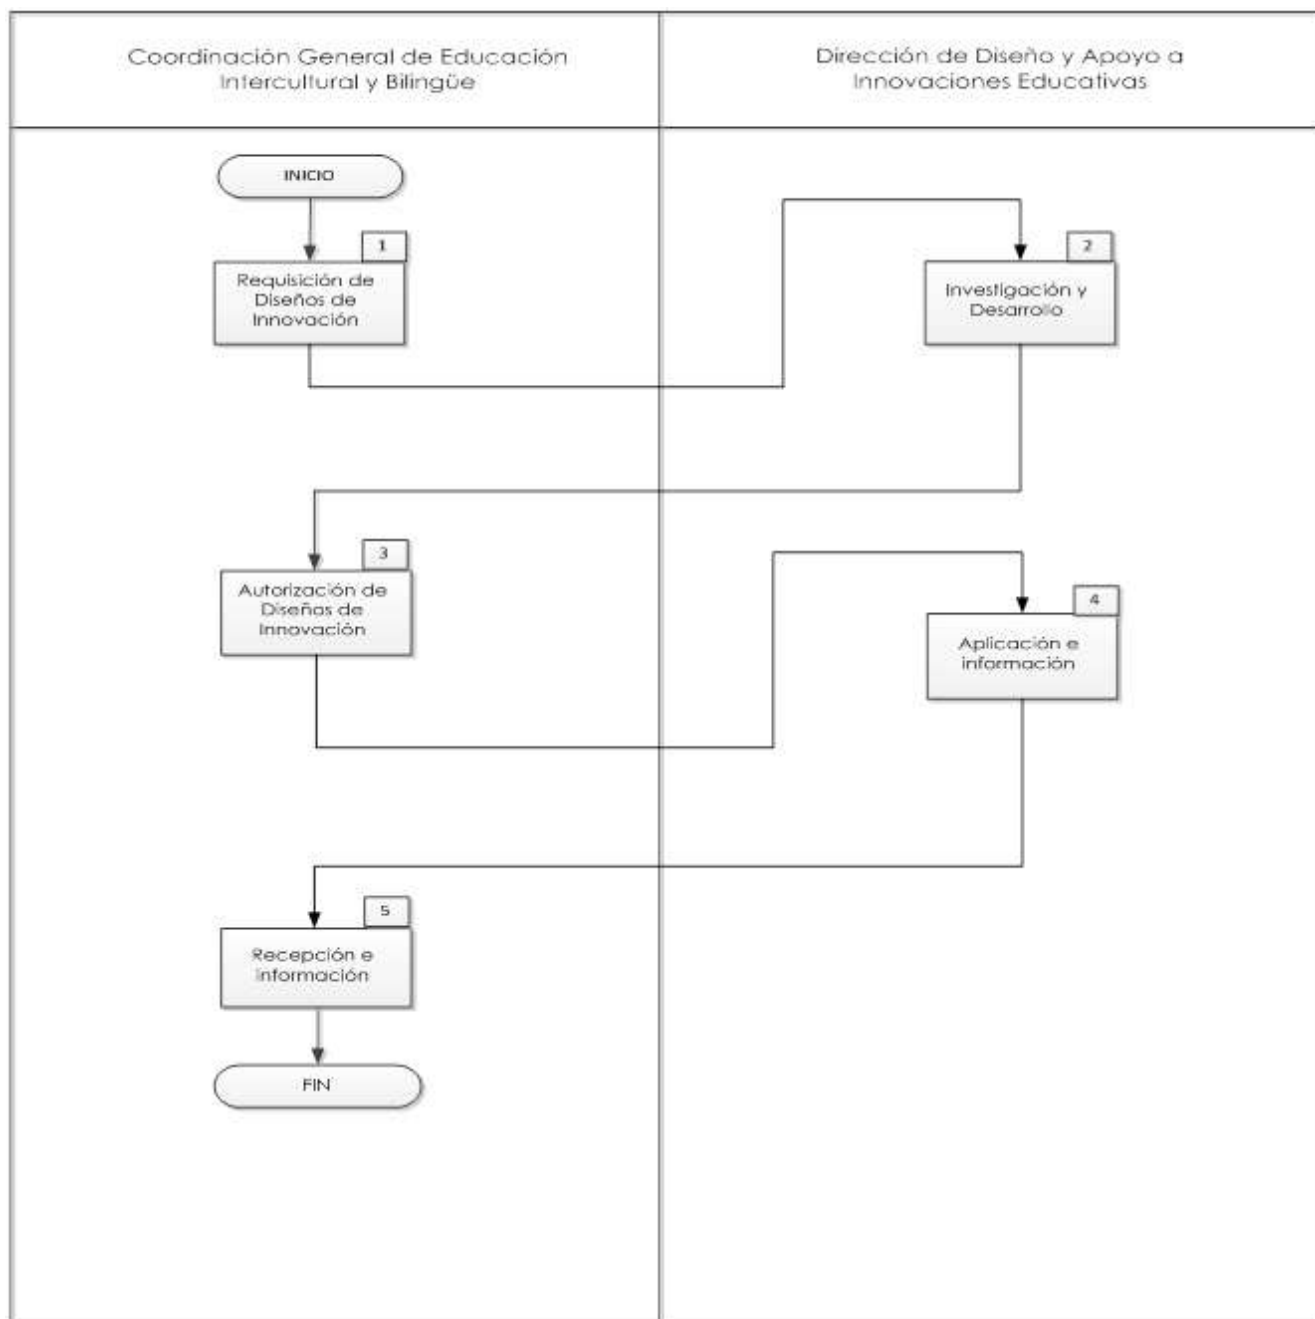 Coordinación General de Educación
Intercultural y Bilingüe
Dirección de Diseño y Apoyo a
Innovaciones Educativas
INICIO
1
Requisición de
Diseños de
Innovación
2
Investigación y
Desarrollo
3
Autorización de
Diseños de
Innovación
4
Aplicación e
información
5
Recepción e
información
FIN